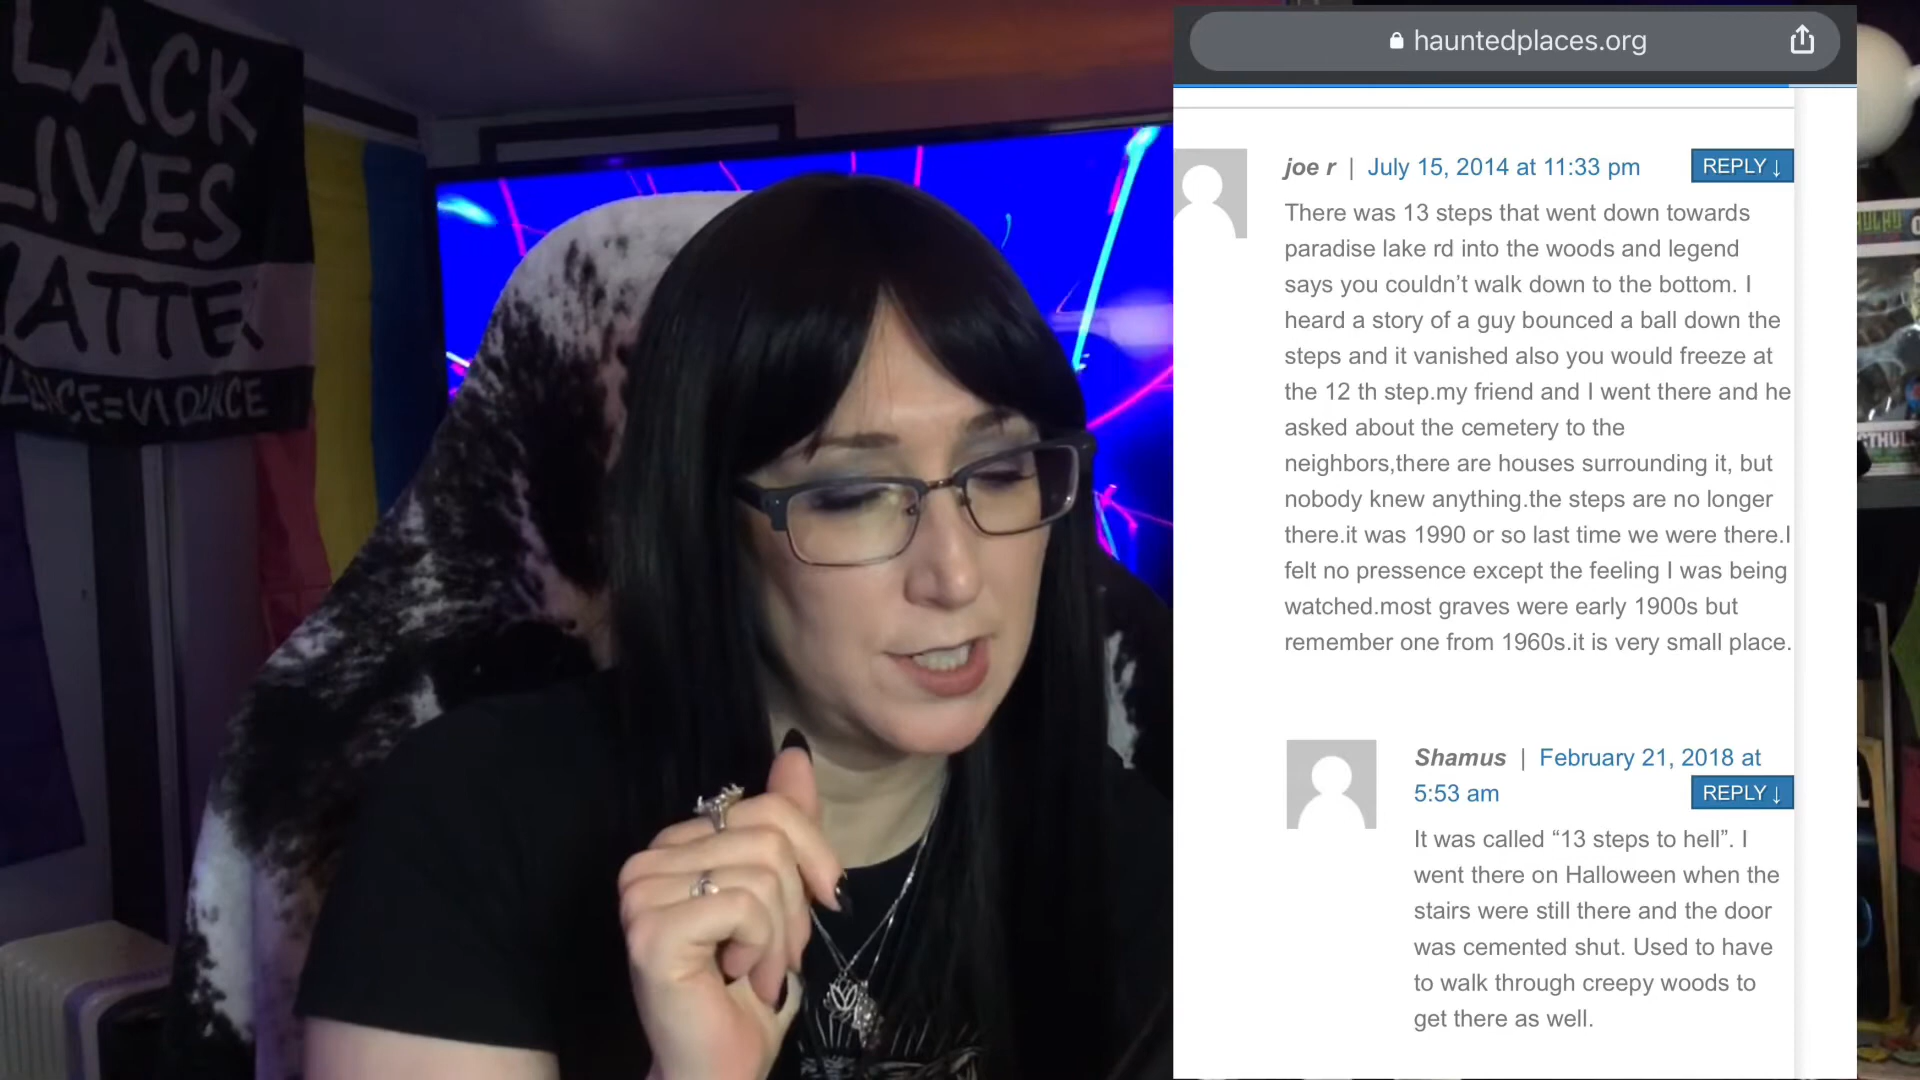 LACK
LIVES
MATTE
LENCE=VIOLNCE
hauntedplaces.org
joe r | July 15, 2014 at 11:33 pm
REPLY ↓
There was 13 steps that went down towards
paradise lake rd into the woods and legend
says you couldn’t walk down to the bottom. I
heard a story of a guy bounced a ball down the
steps and it vanished also you would freeze at
the 12 th step.my friend and I went there and he
asked about the cemetery to the
neighbors,there are houses surrounding it, but
nobody knew anything.the steps are no longer
there.it was 1990 or so last time we were there.I
felt no pressence except the feeling I was being
watched.most graves were early 1900s but
remember one from 1960s.it is very small place.
Shamus | February 21, 2018 at
5:53 am
REPLY ↓
It was called “13 steps to hell”. I
went there on Halloween when the
stairs were still there and the door
was cemented shut. Used to have
to walk through creepy woods to
get there as well.
CTHUL